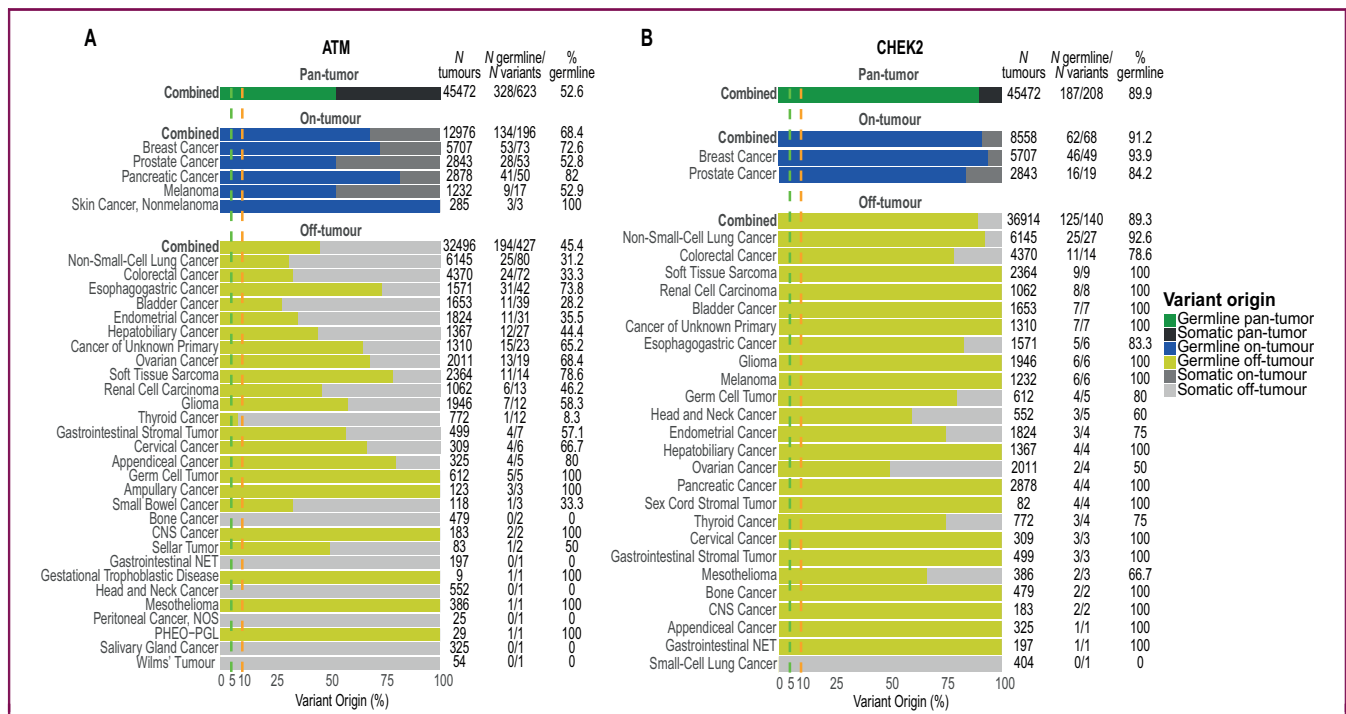 A
ATM
N tumours
N germline/ N variants
% germline
Pan-tumor
Combined 45472 328/623 52.6
On-tumour
Combined 12976 134/196 68.4
Breast Cancer 5707 53/73 72.6
Prostate Cancer 2843 28/53 52.8
Pancreatic Cancer 2878 41/50 82
Melanoma 1232 9/17 52.9
Skin Cancer, Nonmelanoma 285 3/3 100
Off-tumour
Combined 32496 194/427 45.4
Non-Small-Cell Lung Cancer 6145 25/80 31.2
Colorectal Cancer 4370 24/72 33.3
Esophagogastric Cancer 1571 31/42 73.8
Bladder Cancer 1653 11/39 28.2
Endometrial Cancer 1824 11/31 35.5
Hepatobiliary Cancer 1367 12/27 44.4
Cancer of Unknown Primary 1310 15/23 65.2
Ovarian Cancer 2011 13/19 68.4
Soft Tissue Sarcoma 2364 11/14 78.6
Renal Cell Carcinoma 1062 6/13 46.2
Glioma 1946 7/12 58.3
Thyroid Cancer 772 1/12 8.3
Gastrointestinal Stromal Tumor 499 4/7 57.1
Cervical Cancer 309 4/6 66.7
Appendiceal Cancer 325 4/5 80
Germ Cell Tumor 612 5/5 100
Ampullary Cancer 123 3/3 100
Small Bowel Cancer 118 1/3 33.3
Bone Cancer 479 0/2 0
CNS Cancer 183 2/2 100
Sellar Tumor 83 1/2 50
Gastrointestinal NET 197 0/1 0
Gestational Trophoblastic Disease 9 1/1 100
Head and Neck Cancer 552 0/1 0
Mesothelioma 386 1/1 100
Peritoneal Cancer, NOS 25 0/1 0
PHEO−PGL 29 1/1 100
Salivary Gland Cancer 325 0/1 0
Wilms' Tumour 54 0/1 0
0 5 10 25 50 75 100
Variant Origin (%)
B
CHEK2
N tumours
N germline/ N variants
% germline
Pan-tumor
Combined 45472 187/208 89.9
On-tumour
Combined 8558 62/68 91.2
Breast Cancer 5707 46/49 93.9
Prostate Cancer 2843 16/19 84.2
Off-tumour
Combined 36914 125/140 89.3
Non-Small-Cell Lung Cancer 6145 25/27 92.6
Colorectal Cancer 4370 11/14 78.6
Soft Tissue Sarcoma 2364 9/9 100
Renal Cell Carcinoma 1062 8/8 100
Bladder Cancer 1653 7/7 100
Cancer of Unknown Primary 1310 7/7 100
Esophagogastric Cancer 1571 5/6 83.3
Glioma 1946 6/6 100
Melanoma 1232 6/6 100
Germ Cell Tumor 612 4/5 80
Head and Neck Cancer 552 3/5 60
Endometrial Cancer 1824 3/4 75
Hepatobiliary Cancer 1367 4/4 100
Ovarian Cancer 2011 2/4 50
Pancreatic Cancer 2878 4/4 100
Sex Cord Stromal Tumor 82 4/4 100
Thyroid Cancer 772 3/4 75
Cervical Cancer 309 3/3 100
Gastrointestinal Stromal Tumor 499 3/3 100
Mesothelioma 386 2/3 66.7
Bone Cancer 479 2/2 100
CNS Cancer 183 2/2 100
Appendiceal Cancer 325 1/1 100
Gastrointestinal NET 197 1/1 100
Small-Cell Lung Cancer 404 0/1 0
0 5 10 25 50 75 100
Variant Origin (%)
Variant origin
Germline pan-tumor
Somatic pan-tumor
Germline on-tumour
Germline off-tumour
Somatic on-tumour
Somatic off-tumour